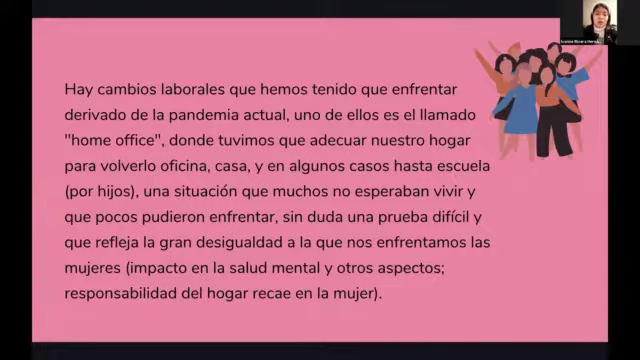 Hay cambios laborales que hemos tenido que enfrentar
derivado de la pandemia actual, uno de ellos es el llamado
"home office", donde tuvimos que adecuar nuestro hogar
para volverlo oficina, casa, y en algunos casos hasta escuela
(por hijos), una situación que muchos no esperaban vivir y
que pocos pudieron enfrentar, sin duda una prueba difícil y
que refleja la gran desigualdad a la que nos enfrentamos las
mujeres (impacto en la salud mental y otros aspectos;
responsabilidad del hogar recae en la mujer).